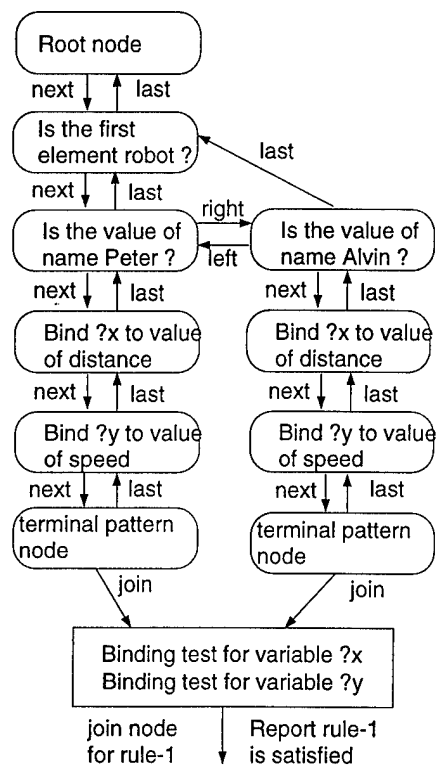 Root node
next last
Is the first
element robot ?
last
next last
right
Is the value of
name Peter ?
left
Is the value of
name Alvin ?
next last
next last
Bind ?x to value
of distance
Bind ?x to value
of distance
next last
next last
Bind ?y to value
of speed
Bind ?y to value
of speed
next last
next last
terminal pattern
node
terminal pattern
node
join
join
Binding test for variable ?x
Binding test for variable ?y
join node
for rule-1
Report rule-1
is satisfied